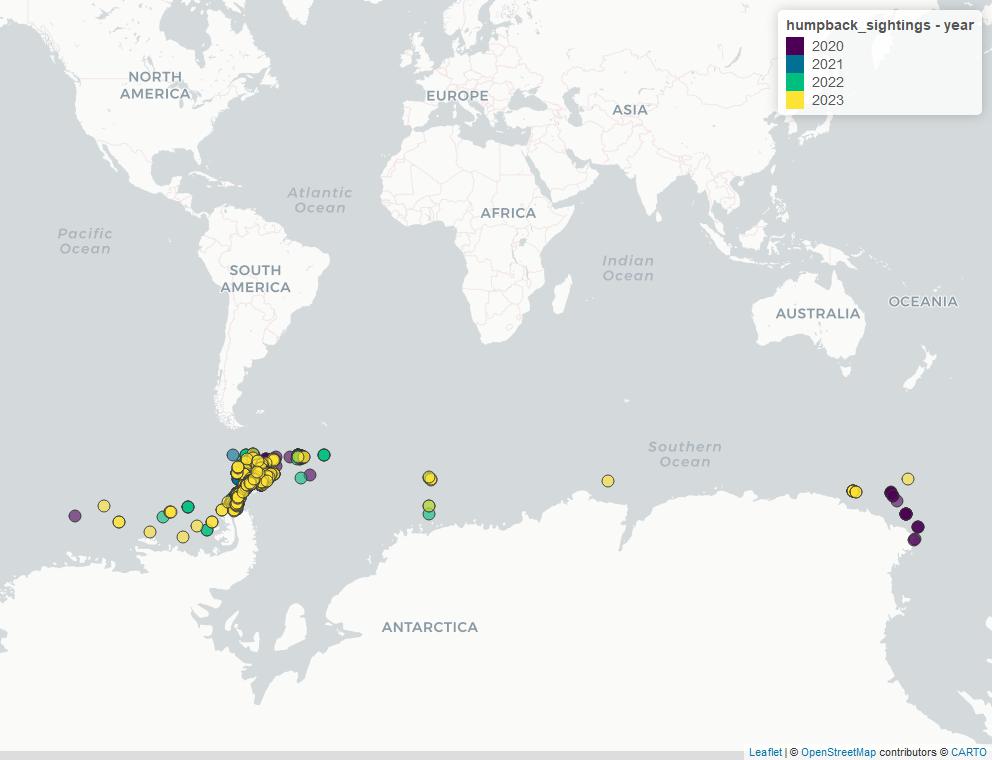 humpback_sightings - year
2020
2021
2022
2023
NORTH
AMERICA
EUROPE
ASIA
Atlantic
Ocean
AFRICA
Pacific
Ocean
SOUTH
AMERICA
Indian
Ocean
OCEANIA
AUSTRALIA
Southern
Ocean
ANTARCTICA
Leaflet | © OpenStreetMap contributors © CARTO